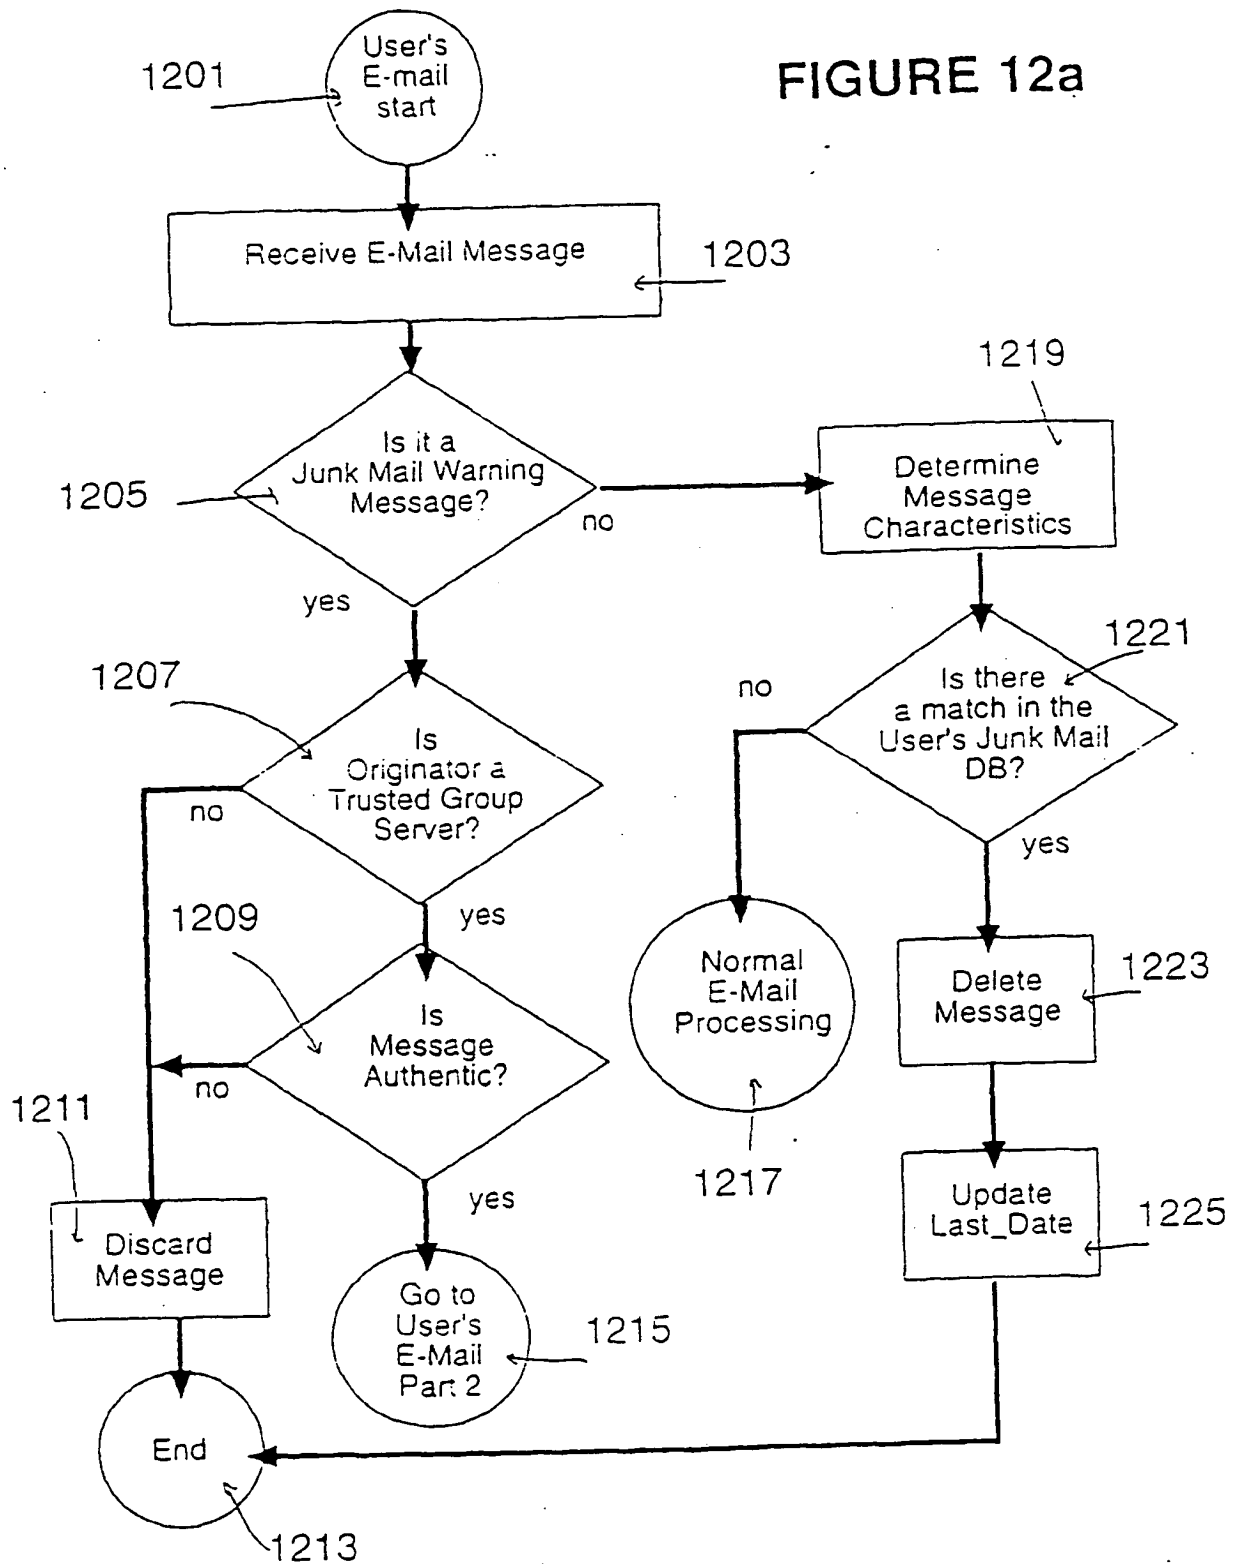 FIGURE 12a
1201
User's
E-mail
start
Receive E-Mail Message
1203
1205
Is it a
Junk Mail Warning
Message?
no
yes
1219
Determine
Message
Characteristics
1207
Is
Originator a
Trusted Group
Server?
no
yes
1221
Is there
a match in the
User's Junk Mail
DB?
no
yes
1209
Is
Message
Authentic?
no
yes
Normal
E-Mail
Processing
1217
Delete
Message
1223
1211
Discard
Message
Go to
User's
E-Mail
Part 2
1215
Update
Last_Date
1225
End
1213